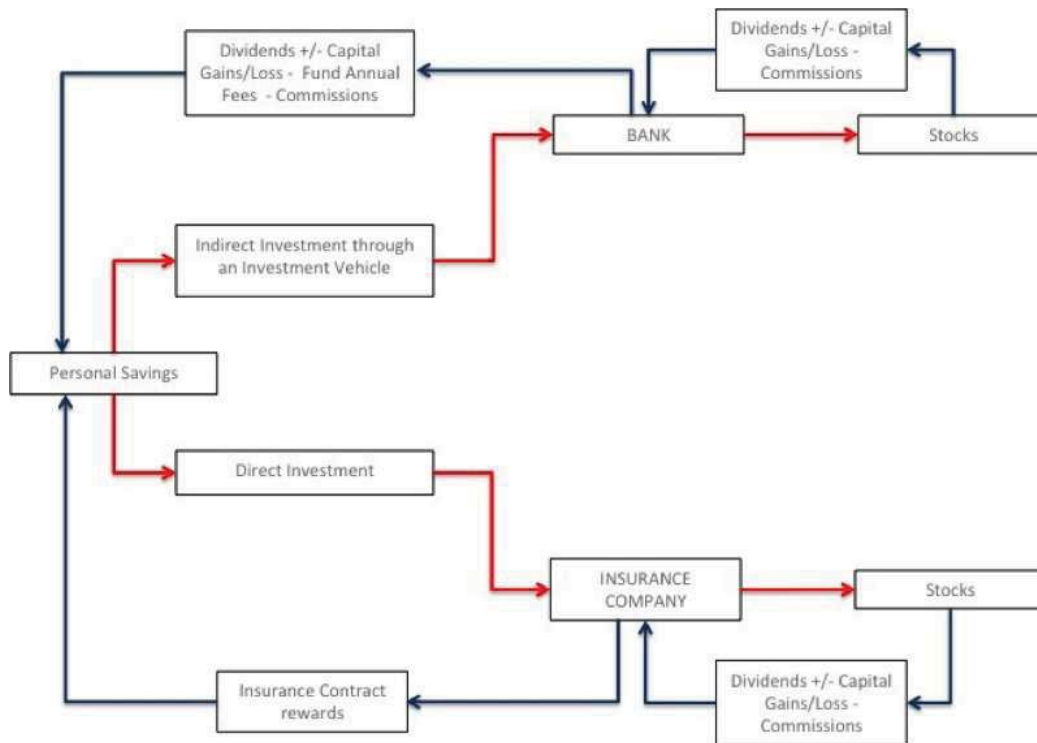 Dividends +/- Capital
Gains/Loss - Fund Annual
Fees - Commissions
Dividends +/- Capital
Gains/Loss -
Commissions
BANK
Stocks
Indirect Investment through
an Investment Vehicle
Personal Savings
Direct Investment
INSURANCE
COMPANY
Stocks
Insurance Contract
rewards
Dividends +/- Capital
Gains/Loss -
Commissions